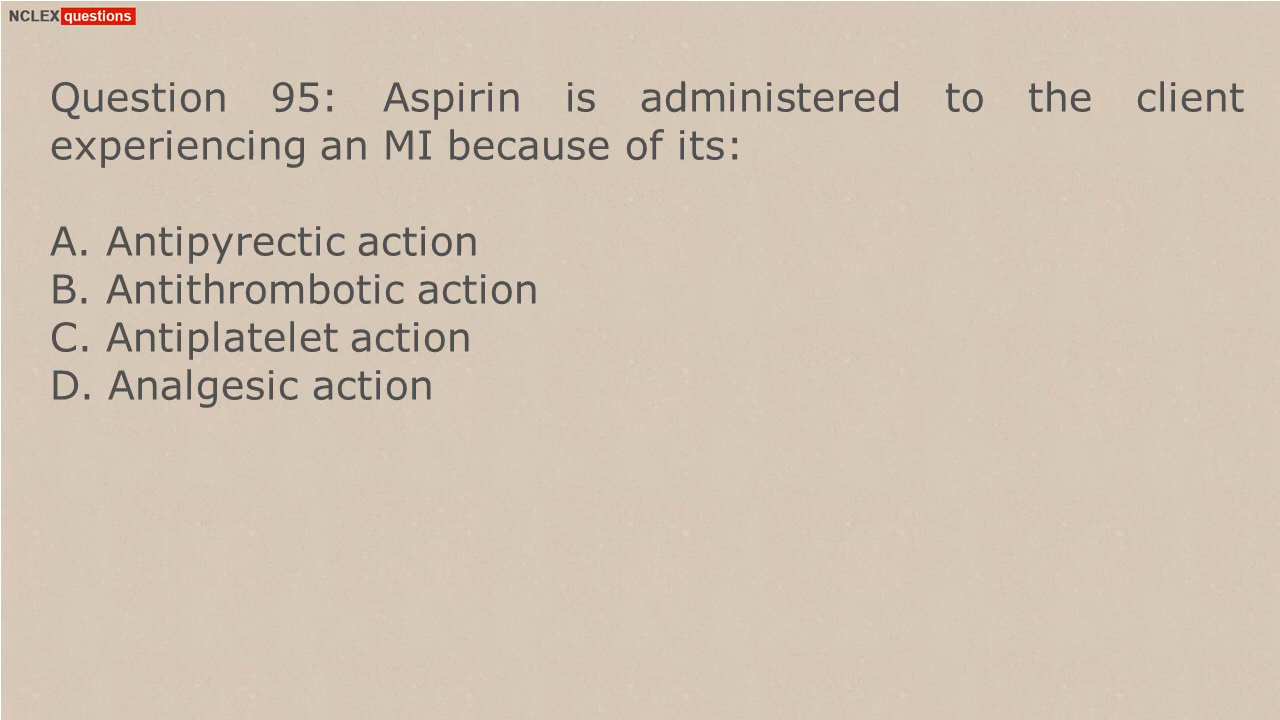 NCLEX questions
Question 95: Aspirin is administered to the client
experiencing an MI because of its:
A. Antipyrectic action
B. Antithrombotic action
C. Antiplatelet action
D. Analgesic action